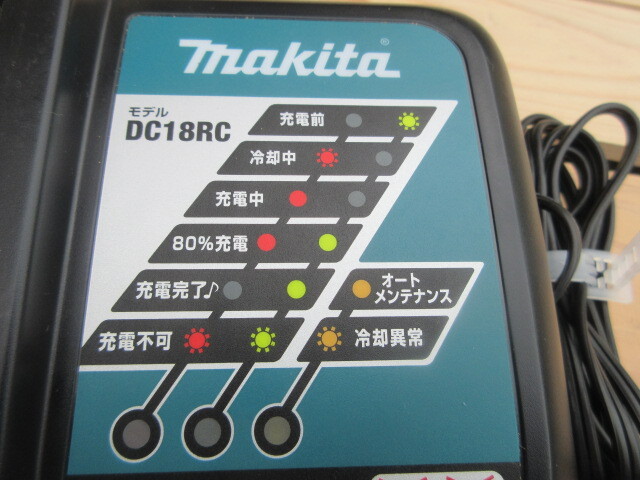 makita®
モデル
DC18RC
充電前
冷却中
充電中
80%充電
充電完了♪
オート
メンテナンス
充電不可
冷却異常